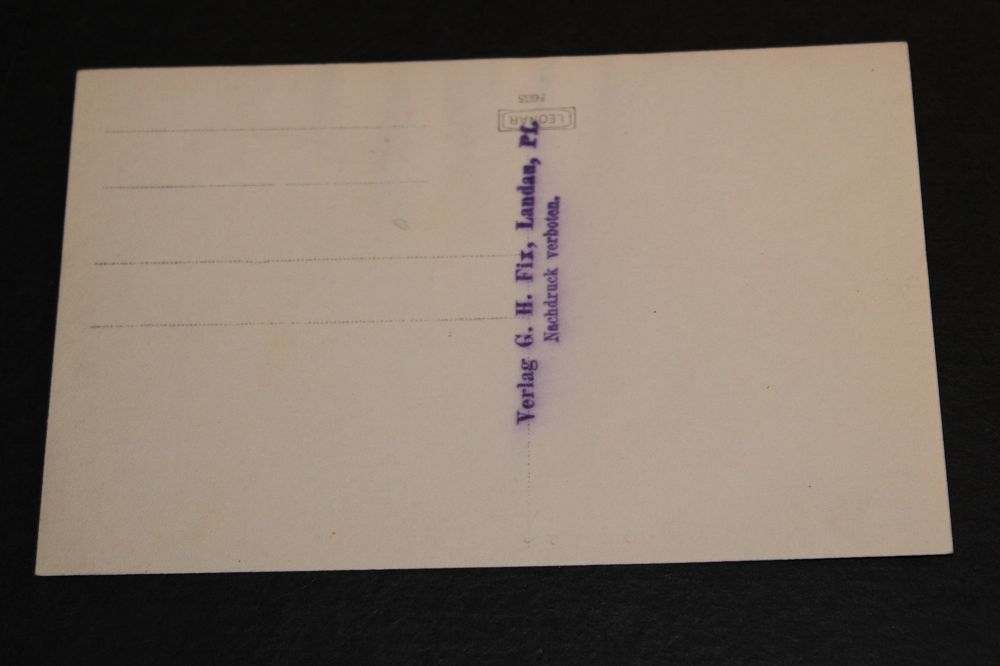 LEONAR
Verlag G. H. Fix, Landau, Pf.
Nachdruck verboten.